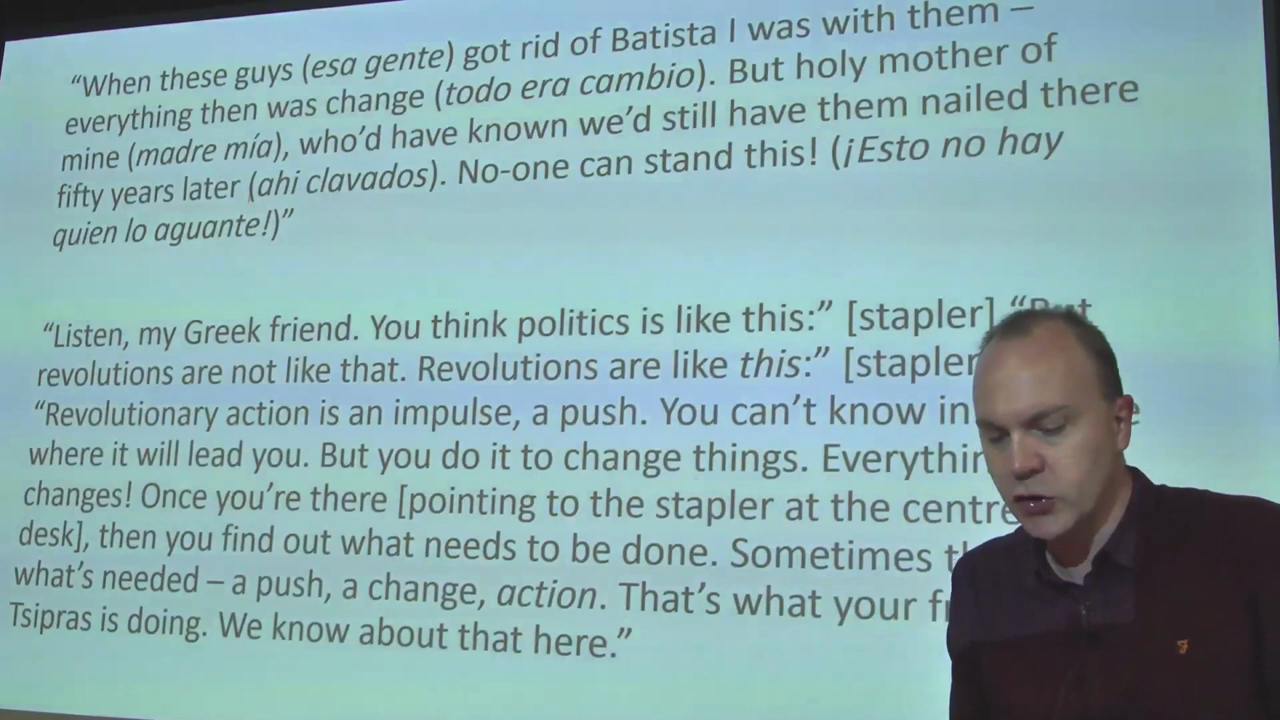 “When these guys (esa gente) got rid of Batista I was with them –
everything then was change (todo era cambio). But holy mother of
mine (madre mía), who’d have known we’d still have them nailed there
fifty years later (ahi clavados). No-one can stand this! (¡Esto no hay
quien lo aguante!)”
“Listen, my Greek friend. You think politics is like this:” [stapler] “But
revolutions are not like that. Revolutions are like this:” [stapler
“Revolutionary action is an impulse, a push. You can’t know in
where it will lead you. But you do it to change things. Everythin
changes! Once you’re there [pointing to the stapler at the centre
desk], then you find out what needs to be done. Sometimes
what’s needed – a push, a change, action. That’s what your
Tsipras is doing. We know about that here.”